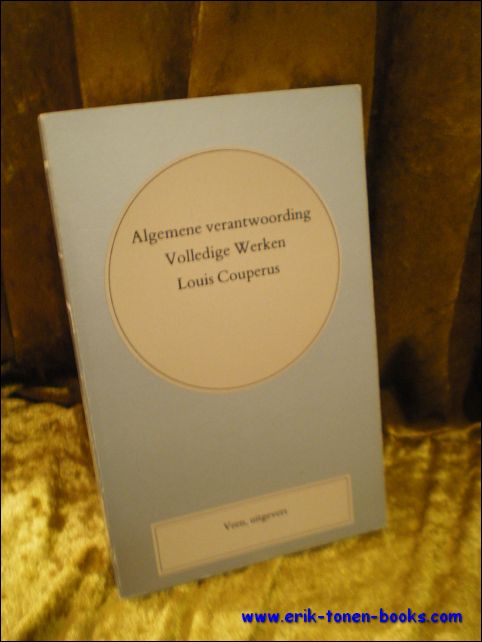 Algemene verantwoording
Volledige Werken
Louis Couperus
Veen, uitgevers
www.erik-tonen-books.com